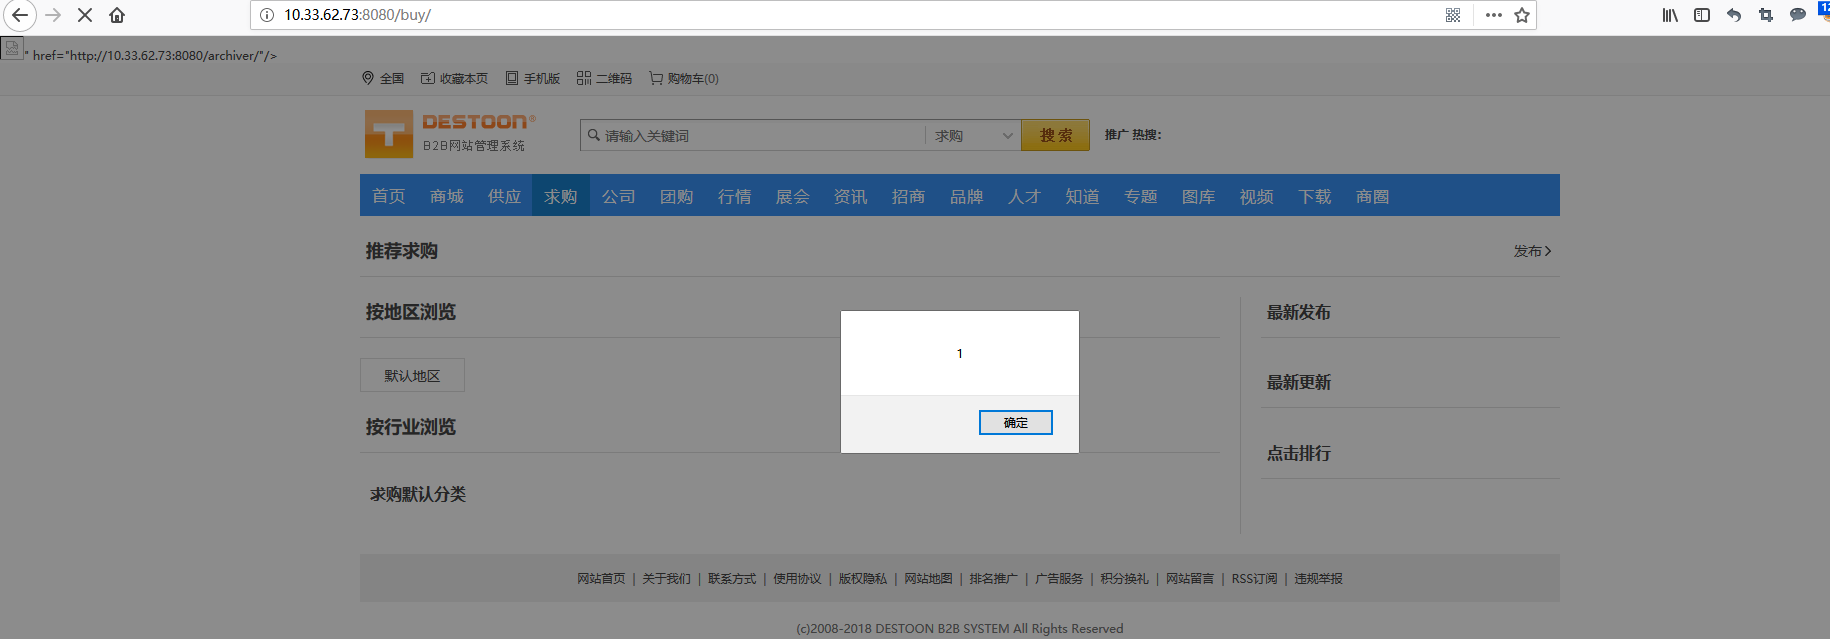 10.33.62.73:8080/buy/
12
" href="http://10.33.62.73:8080/archiver/"/>
全国 收藏本页 手机版 二维码 购物车(0)
DESTOON®
B2B网站管理系统
请输入关键词 求购 搜索 推广 热搜：
首页 商城 供应 求购 公司 团购 行情 展会 资讯 招商 品牌 人才 知道 专题 图库 视频 下载 商圈
推荐求购 发布
按地区浏览
最新发布
1
默认地区
最新更新
确定
按行业浏览
点击排行
求购默认分类
网站首页 | 关于我们 | 联系方式 | 使用协议 | 版权隐私 | 网站地图 | 排名推广 | 广告服务 | 积分换礼 | 网站留言 | RSS订阅 | 违规举报
(c)2008-2018 DESTOON B2B SYSTEM All Rights Reserved